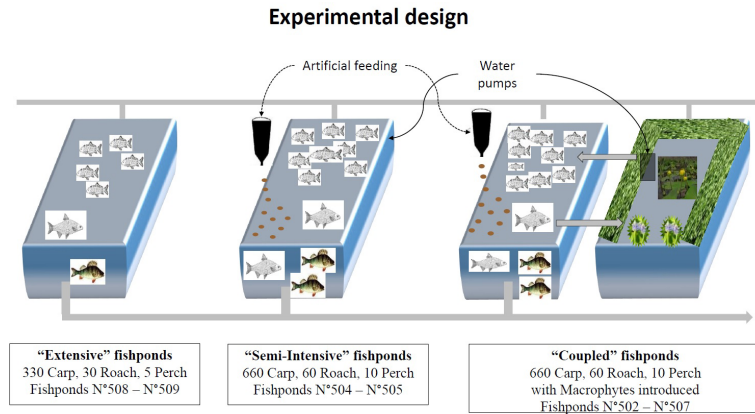 Experimental design
Artificial feeding
Water
pumps
“Extensive” fishponds
330 Carp, 30 Roach, 5 Perch
Fishponds N°508 – N°509
“Semi-Intensive” fishponds
660 Carp, 60 Roach, 10 Perch
Fishponds N°504 – N°505
“Coupled” fishponds
660 Carp, 60 Roach, 10 Perch
with Macrophytes introduced
Fishponds N°502 – N°507